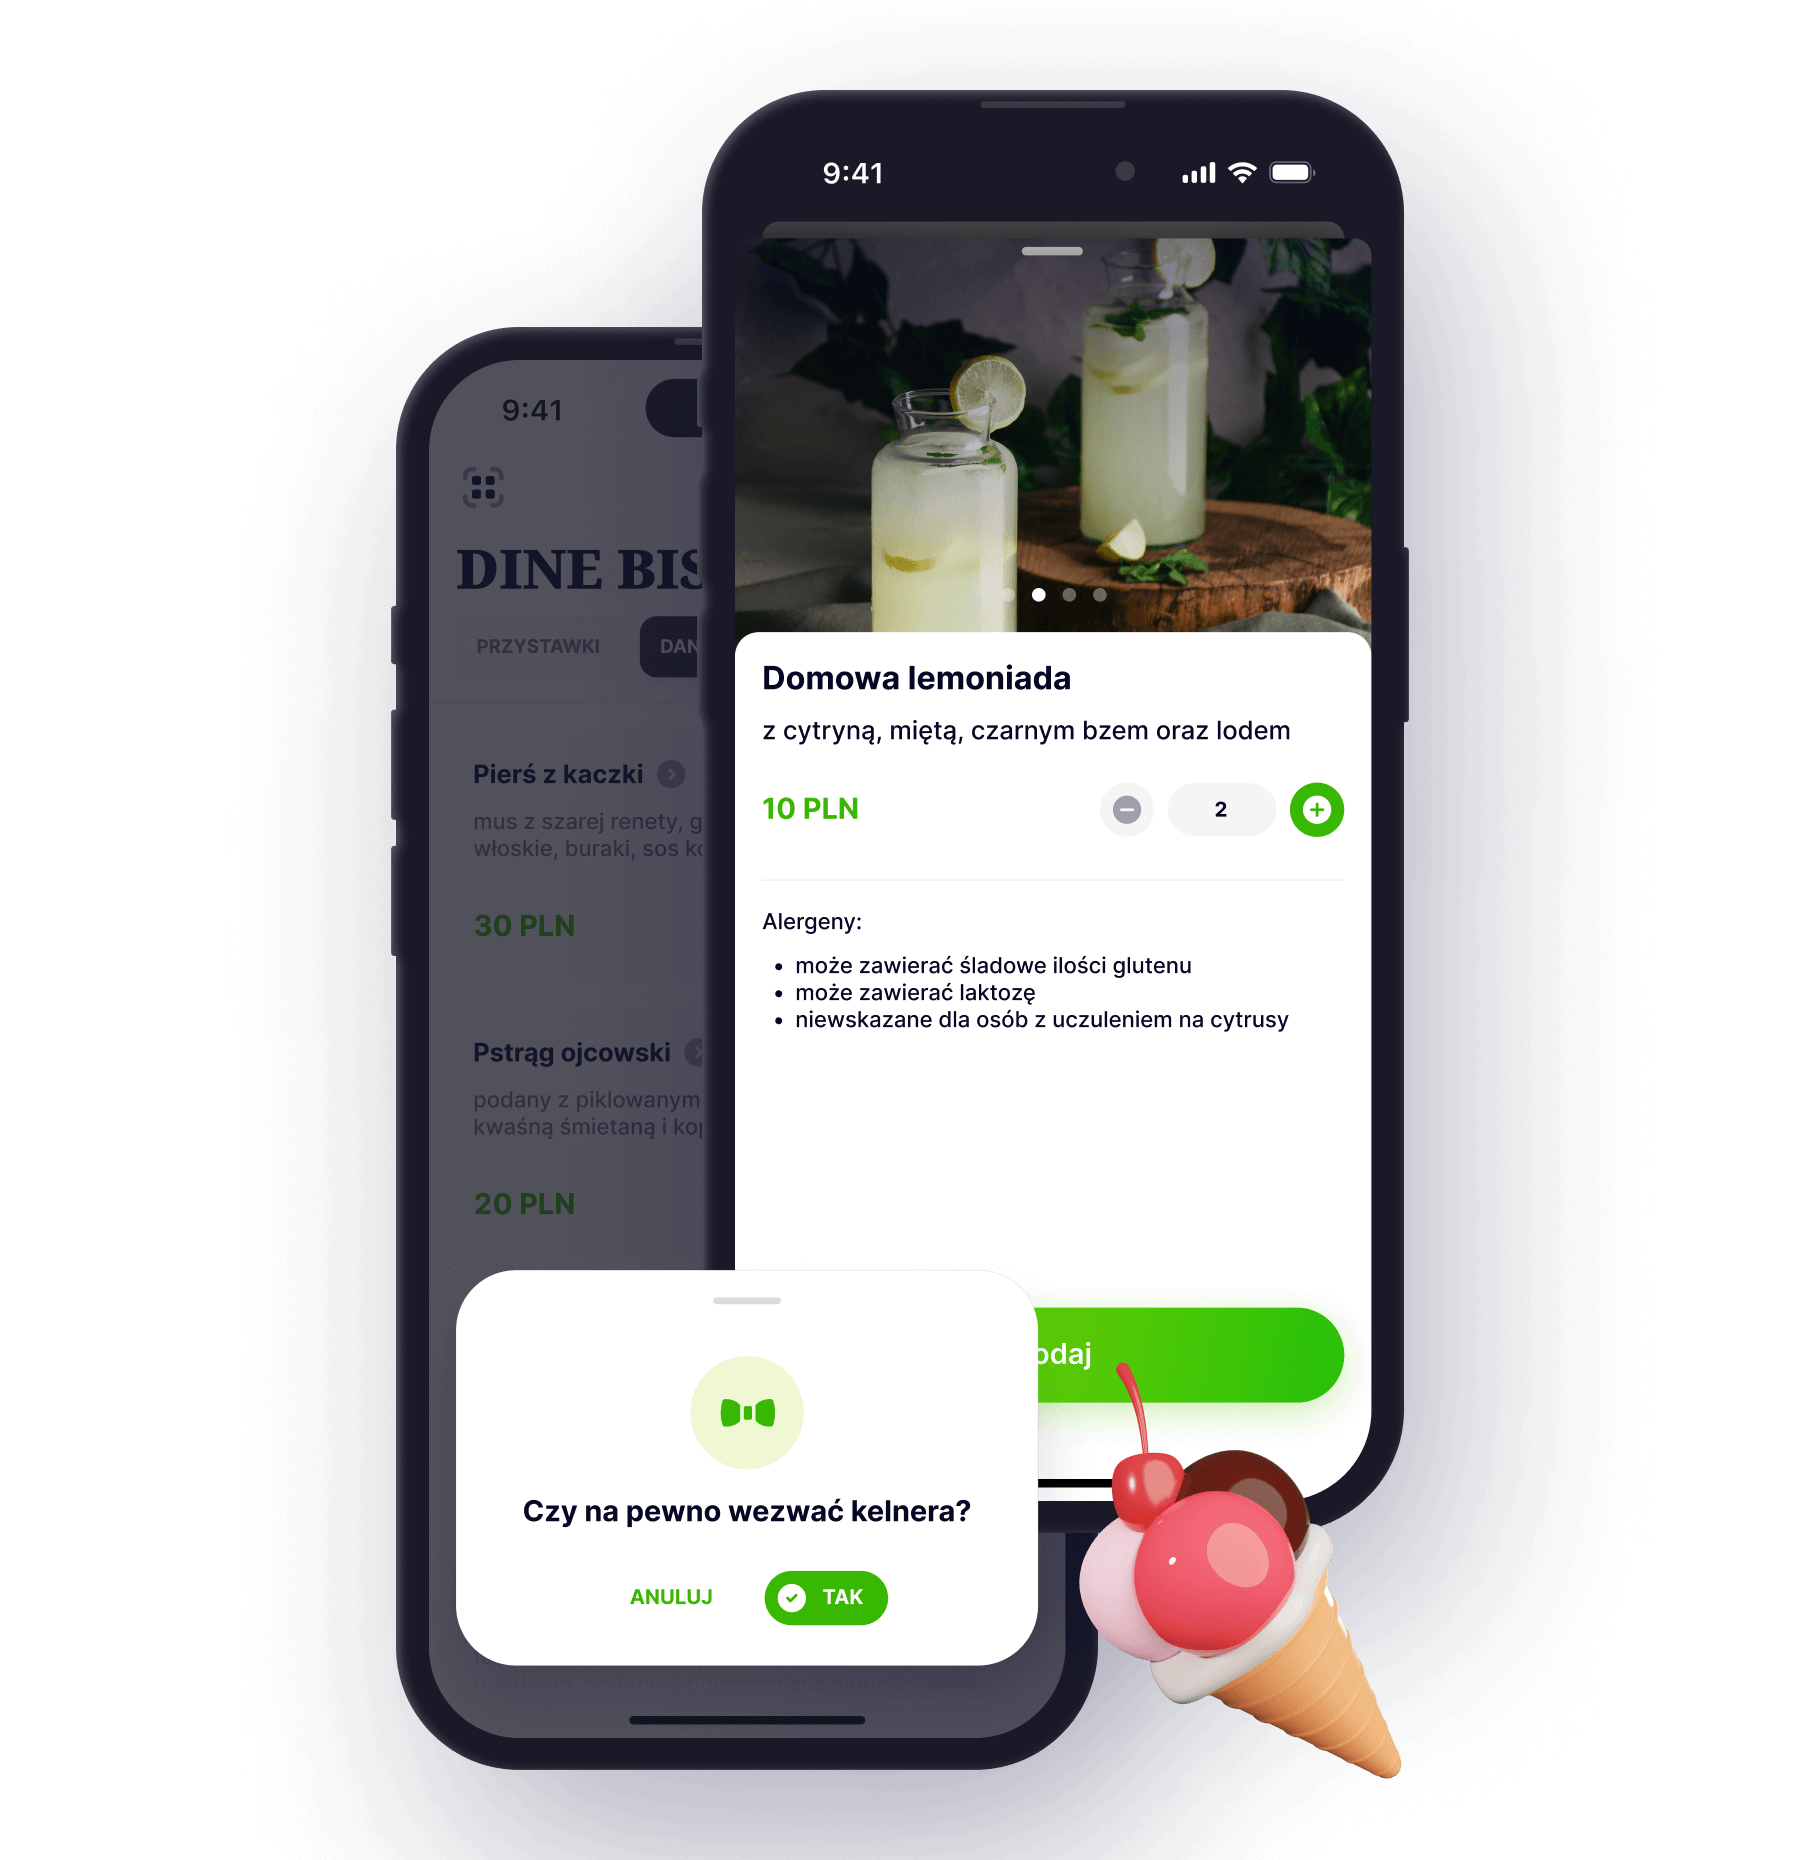 9:41
Domowa lemoniada
z cytryną, miętą, czarnym bzem oraz lodem
10 PLN
2
Alergeny:
• może zawierać śladowe ilości glutenu
• może zawierać laktozę
• niewskazane dla osób z uczuleniem na cytrusy
odaj
9:41
DINE BIS
PRZYSTAWKI
DAN
Pierś z kaczki
mus z szarej renety, g
włoskie, buraki, sos ko
30 PLN
Pstrąg ojcowski
podany z piklowanym
kwaśną śmietaną i kop
20 PLN
Czy na pewno wezwać kelnera?
ANULUJ
TAK